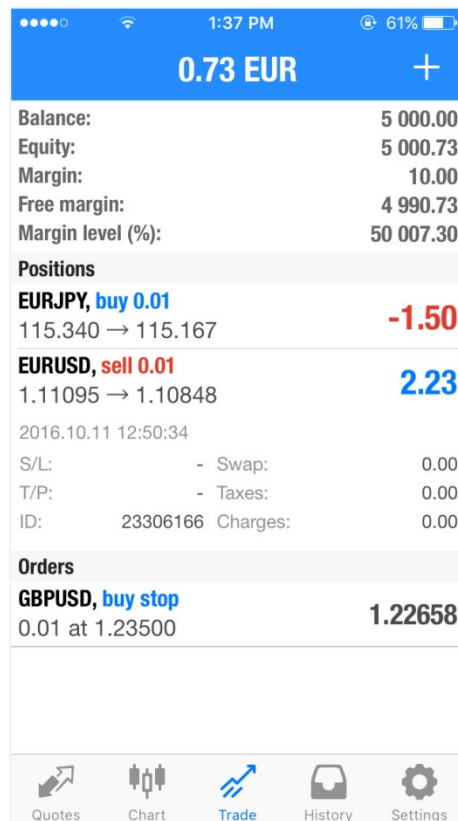 1:37 PM 61%
0.73 EUR +
Balance: 5 000.00
Equity: 5 000.73
Margin: 10.00
Free margin: 4 990.73
Margin level (%): 50 007.30
Positions
EURJPY, buy 0.01 -1.50
115.340 → 115.167
EURUSD, sell 0.01 2.23
1.11095 → 1.10848
2016.10.11 12:50:34
S/L: - Swap: 0.00
T/P: - Taxes: 0.00
ID: 23306166 Charges: 0.00
Orders
GBPUSD, buy stop 1.22658
0.01 at 1.23500
Quotes Chart Trade History Settings